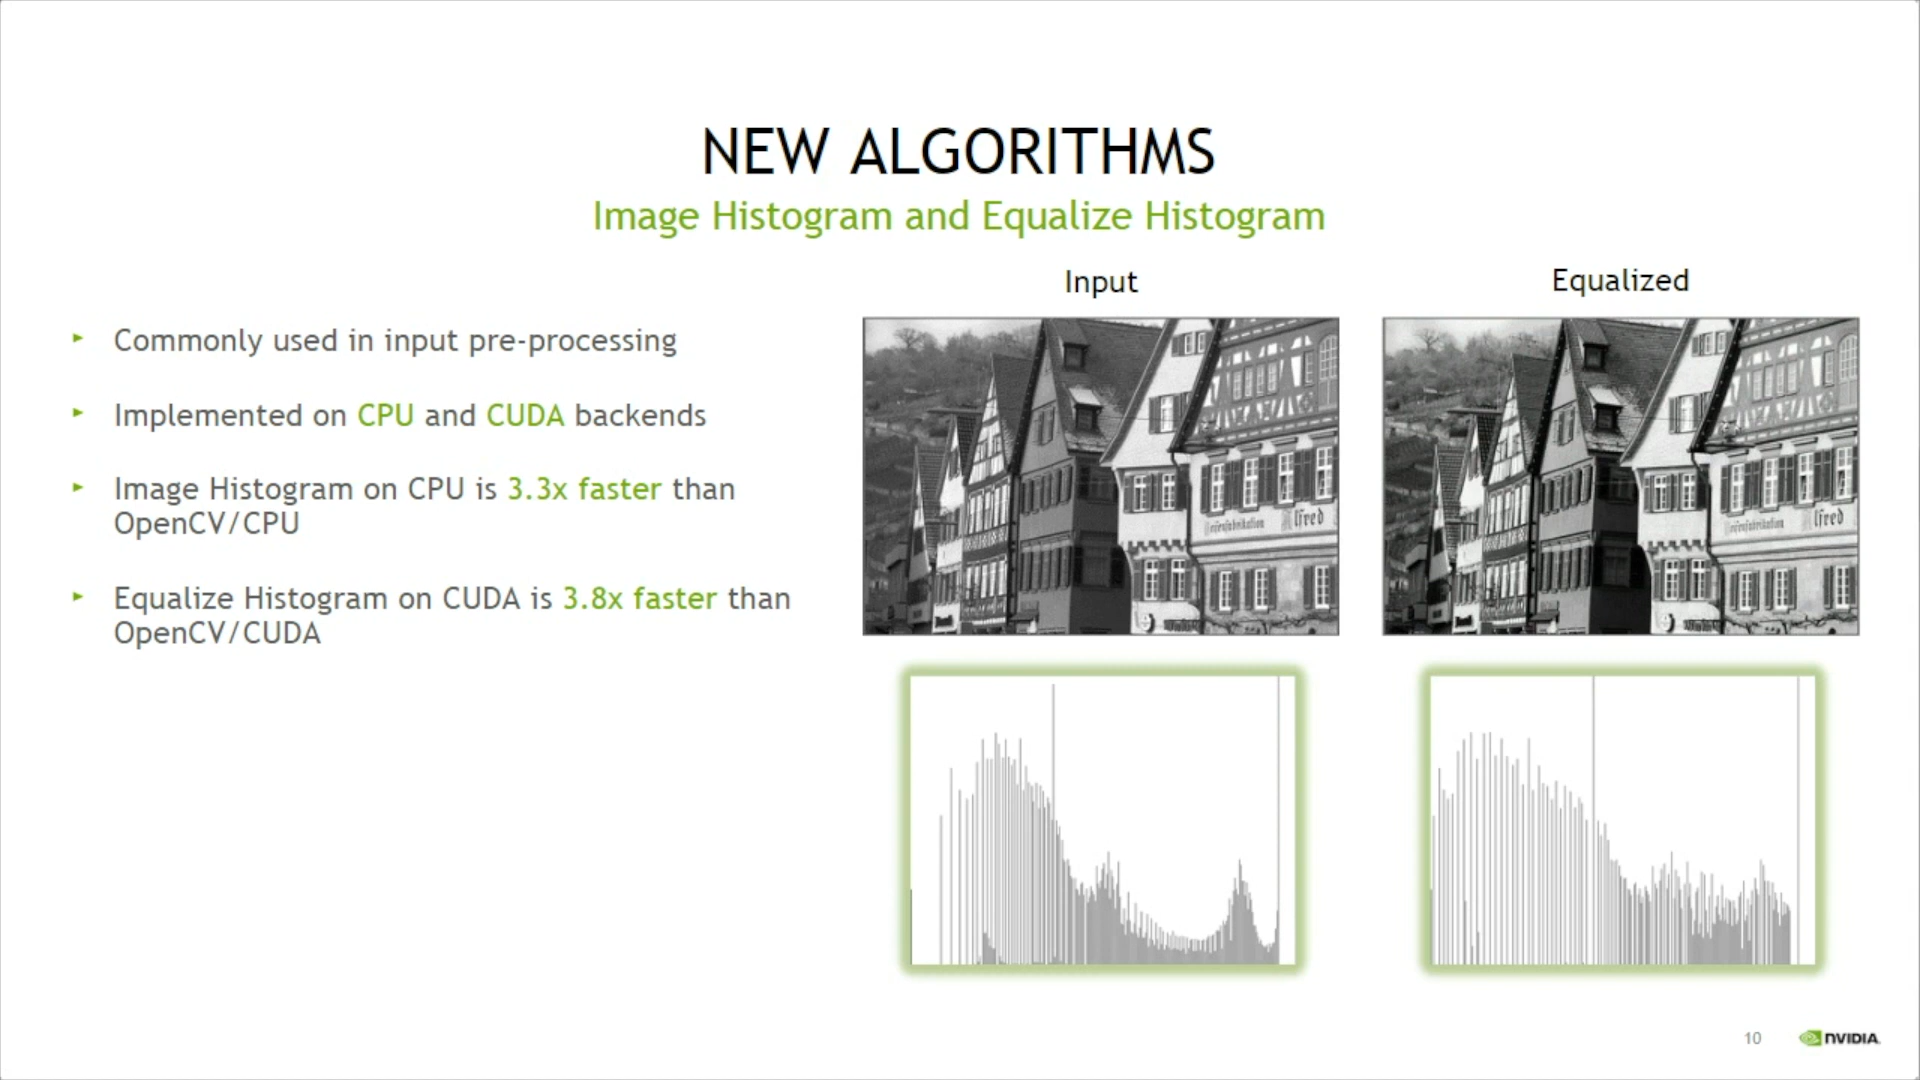 NEW ALGORITHMS
Image Histogram and Equalize Histogram
Commonly used in input pre-processing
Implemented on CPU and CUDA backends
Image Histogram on CPU is 3.3x faster than
OpenCV/CPU
Equalize Histogram on CUDA is 3.8x faster than
OpenCV/CUDA
Input
Equalized
lfred
lfred
10
NVIDIA.